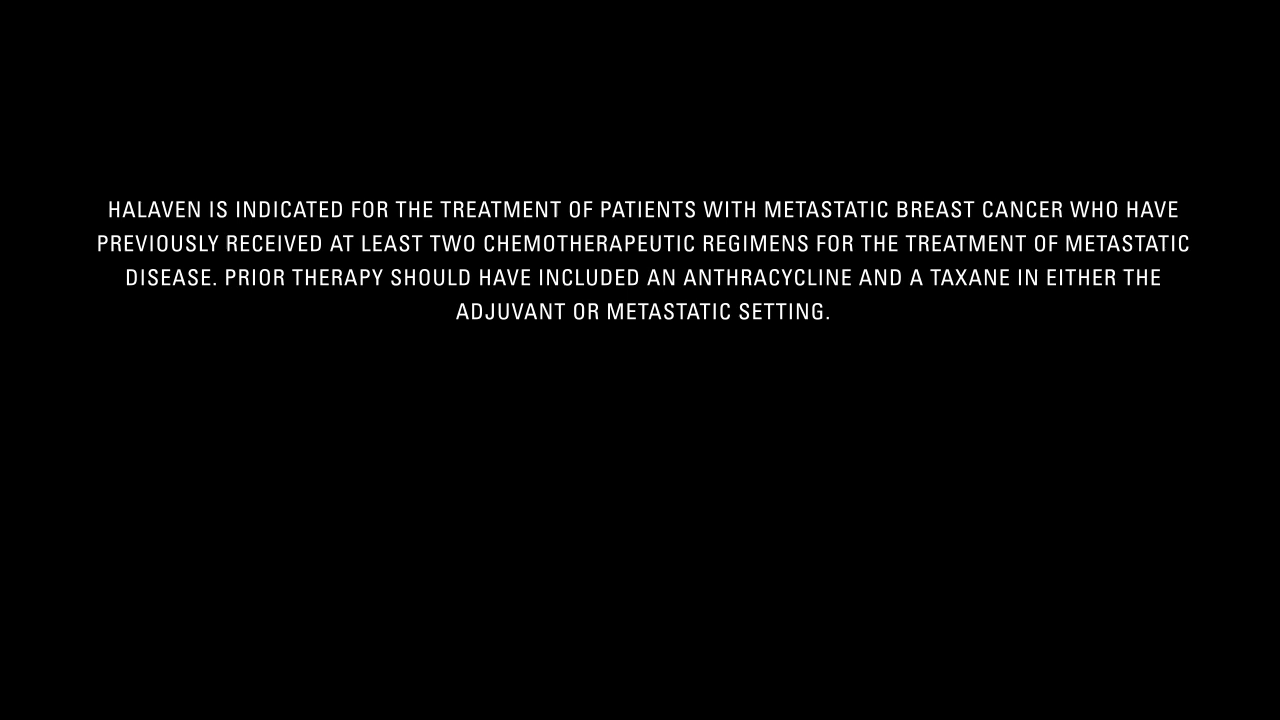 HALAVEN IS INDICATED FOR THE TREATMENT OF PATIENTS WITH METASTATIC BREAST CANCER WHO HAVE
PREVIOUSLY RECEIVED AT LEAST TWO CHEMOTHERAPEUTIC REGIMENS FOR THE TREATMENT OF METASTATIC
DISEASE. PRIOR THERAPY SHOULD HAVE INCLUDED AN ANTHRACYCLINE AND A TAXANE IN EITHER THE
ADJUVANT OR METASTATIC SETTING.